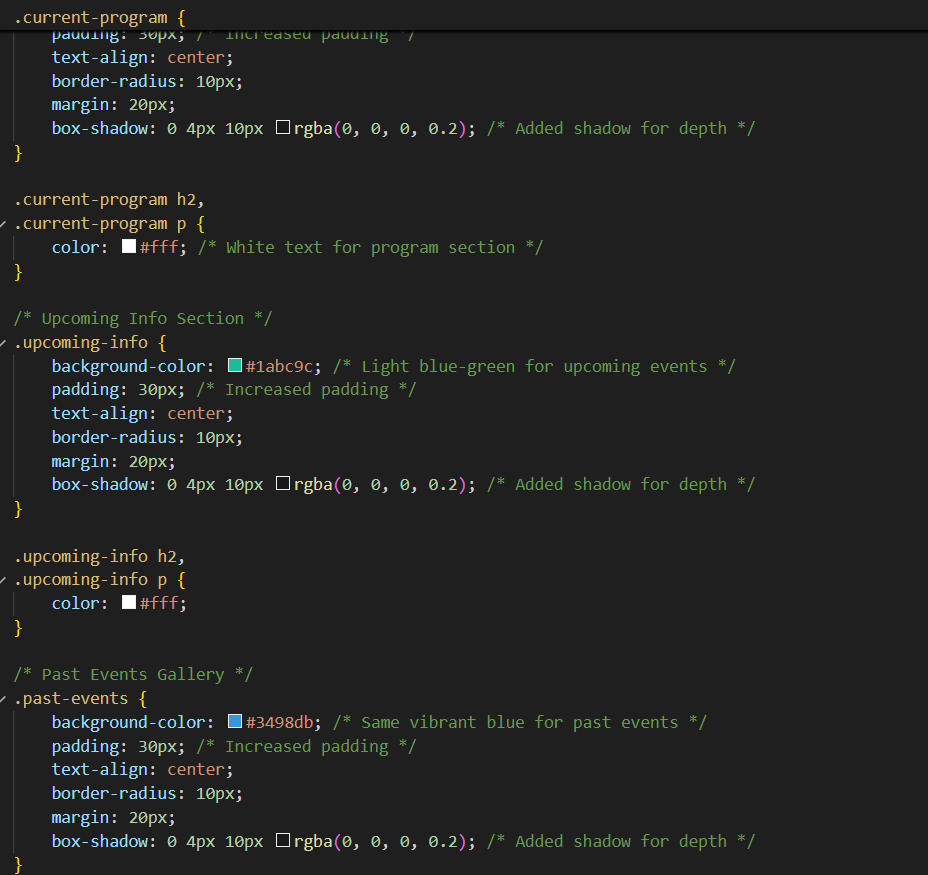 .current-program {
    padding: 30px; /* Increased padding */
    text-align: center;
    border-radius: 10px;
    margin: 20px;
    box-shadow: 0 4px 10px rgba(0, 0, 0, 0.2); /* Added shadow for depth */
}

.current-program h2,
.current-program p {
    color: #fff; /* White text for program section */
}

/* Upcoming Info Section */
.upcoming-info {
    background-color: #1abc9c; /* Light blue-green for upcoming events */
    padding: 30px; /* Increased padding */
    text-align: center;
    border-radius: 10px;
    margin: 20px;
    box-shadow: 0 4px 10px rgba(0, 0, 0, 0.2); /* Added shadow for depth */
}

.upcoming-info h2,
.upcoming-info p {
    color: #fff;
}

/* Past Events Gallery */
.past-events {
    background-color: #3498db; /* Same vibrant blue for past events */
    padding: 30px; /* Increased padding */
    text-align: center;
    border-radius: 10px;
    margin: 20px;
    box-shadow: 0 4px 10px rgba(0, 0, 0, 0.2); /* Added shadow for depth */
}